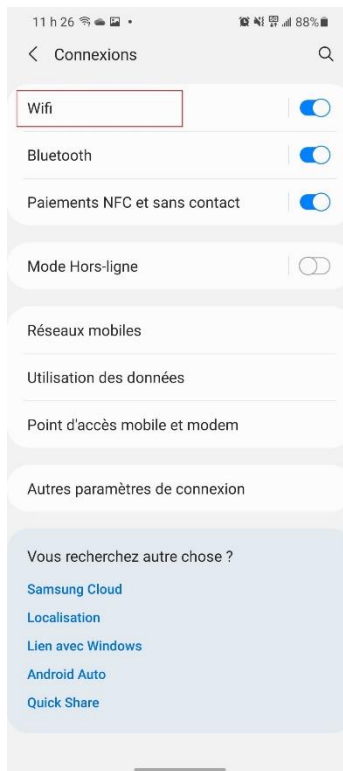 11 h 26 88%
Connexions
Wifi
Bluetooth
Paiements NFC et sans contact
Mode Hors-ligne
Réseaux mobiles
Utilisation des données
Point d'accès mobile et modem
Autres paramètres de connexion
Vous recherchez autre chose ?
Samsung Cloud
Localisation
Lien avec Windows
Android Auto
Quick Share